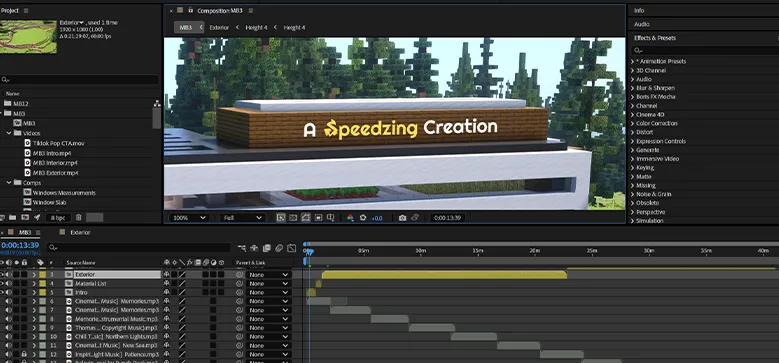 Project
Exterior, used 1 time
1920 x 1080 (1.00)
Δ 0:21:29:07, 60.00 fps
Name
MB12
MB3
MB3
Videos
Tiktok Pop CTA.mov
MB3 Intro.mp4
MB3 Interior.mp4
MB3 Exterior.mp4
Comps
Windows Measurements
Window Slab
8 bpc
Composition MB3
MB3 < Exterior < Height 4 < Height 4
A Speedzing Creation
100% Full +0.0 0:00:13:39
Info
Audio
Effects & Presets
* Animation Presets
3D Channel
Audio
Blur & Sharpen
Boris FX Mocha
Channel
Cinema 4D
Color Correction
Distort
Expression Controls
Generate
Immersive Video
Keying
Matte
Missing
Noise & Grain
Obsolete
Perspective
Simulation
MB3 Exterior
0:00:13:39
# Source Name Parent & Link
05m 10m 15m 20m 25m 30m 35m 40m
3 Exterior None
4 Material List None
5 Intro None
6 Cinemat... Music] Memories.mp3 None
7 Cinemat... Music] Memories.mp3 None
8 Memorie...strumental Music.mp3 None
9 Thornus... Copyright Music].mp3 None
10 Chill T...sic] Northern Lights.mp3 None
11 Cinemat...t Music] New Sea.mp3 None
12 Inspiri...ight Music] Patience.mp3 None